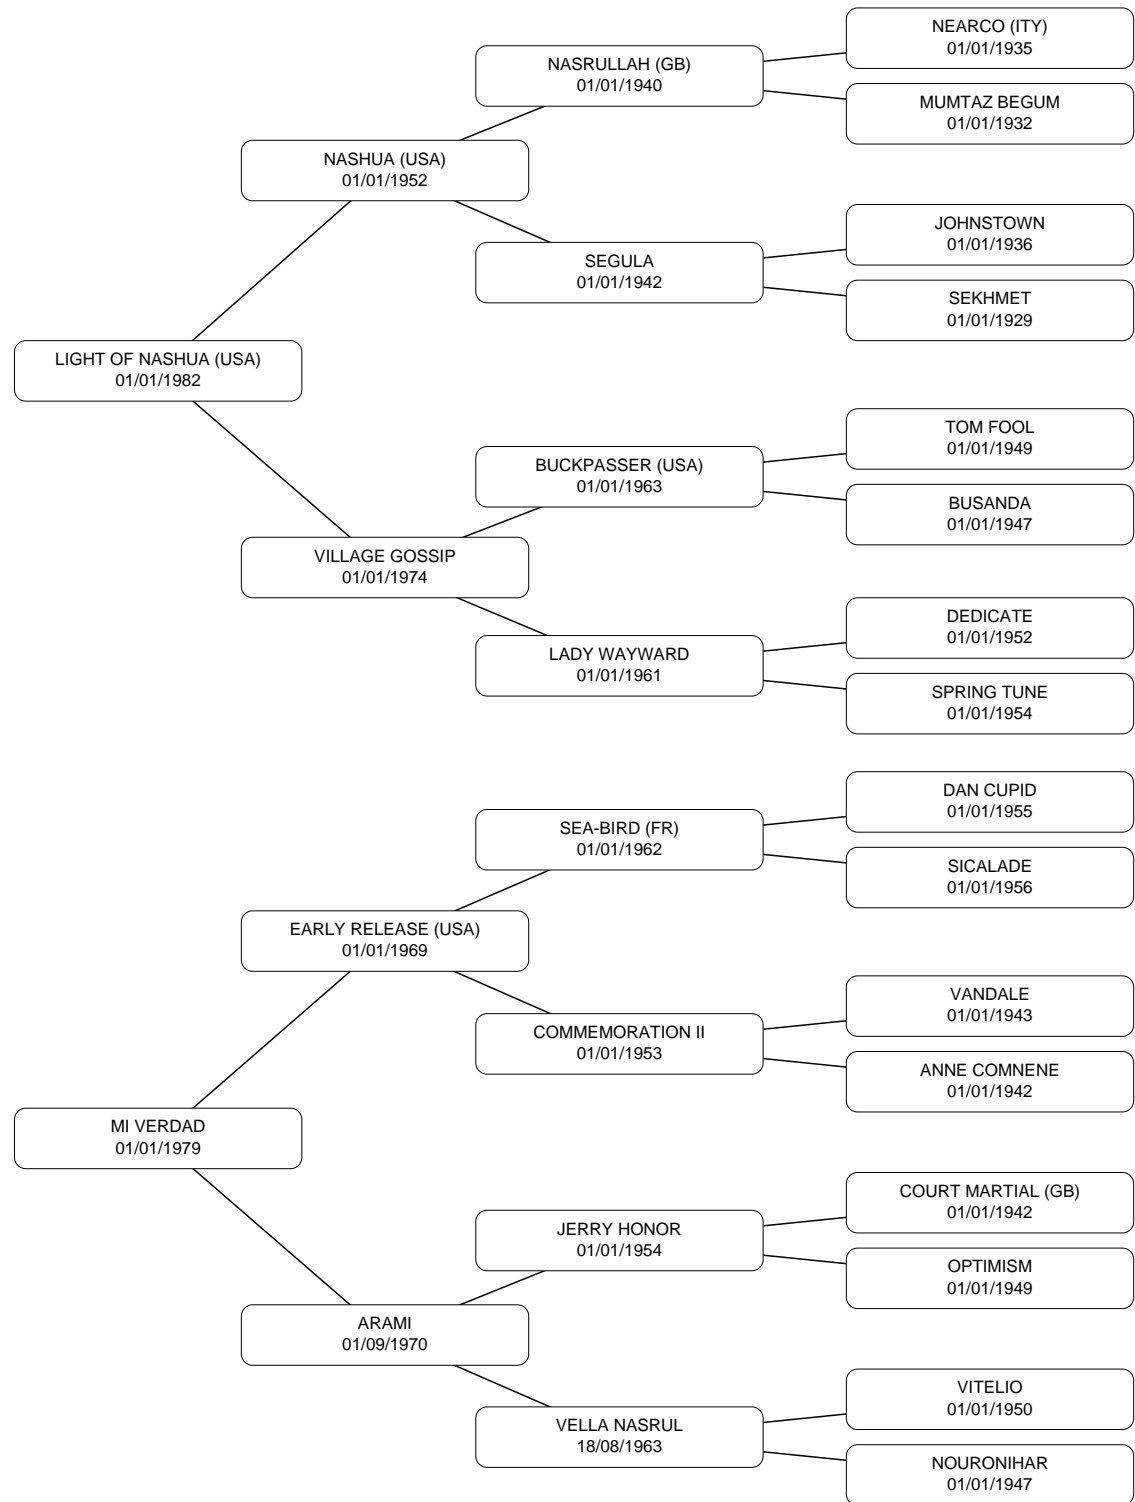 NEARCO (ITY)
01/01/1935
NASRULLAH (GB)
01/01/1940
MUMTAZ BEGUM
01/01/1932
NASHUA (USA)
01/01/1952
JOHNSTOWN
01/01/1936
SEGULA
01/01/1942
SEKHMET
01/01/1929
LIGHT OF NASHUA (USA)
01/01/1982
TOM FOOL
01/01/1949
BUCKPASSER (USA)
01/01/1963
BUSANDA
01/01/1947
VILLAGE GOSSIP
01/01/1974
DEDICATE
01/01/1952
LADY WAYWARD
01/01/1961
SPRING TUNE
01/01/1954
DAN CUPID
01/01/1955
SEA-BIRD (FR)
01/01/1962
SICALADE
01/01/1956
EARLY RELEASE (USA)
01/01/1969
VANDALE
01/01/1943
COMMEMORATION II
01/01/1953
ANNE COMNENE
01/01/1942
MI VERDAD
01/01/1979
COURT MARTIAL (GB)
01/01/1942
JERRY HONOR
01/01/1954
OPTIMISM
01/01/1949
ARAMI
01/09/1970
VITELIO
01/01/1950
VELLA NASRUL
18/08/1963
NOURONIHAR
01/01/1947